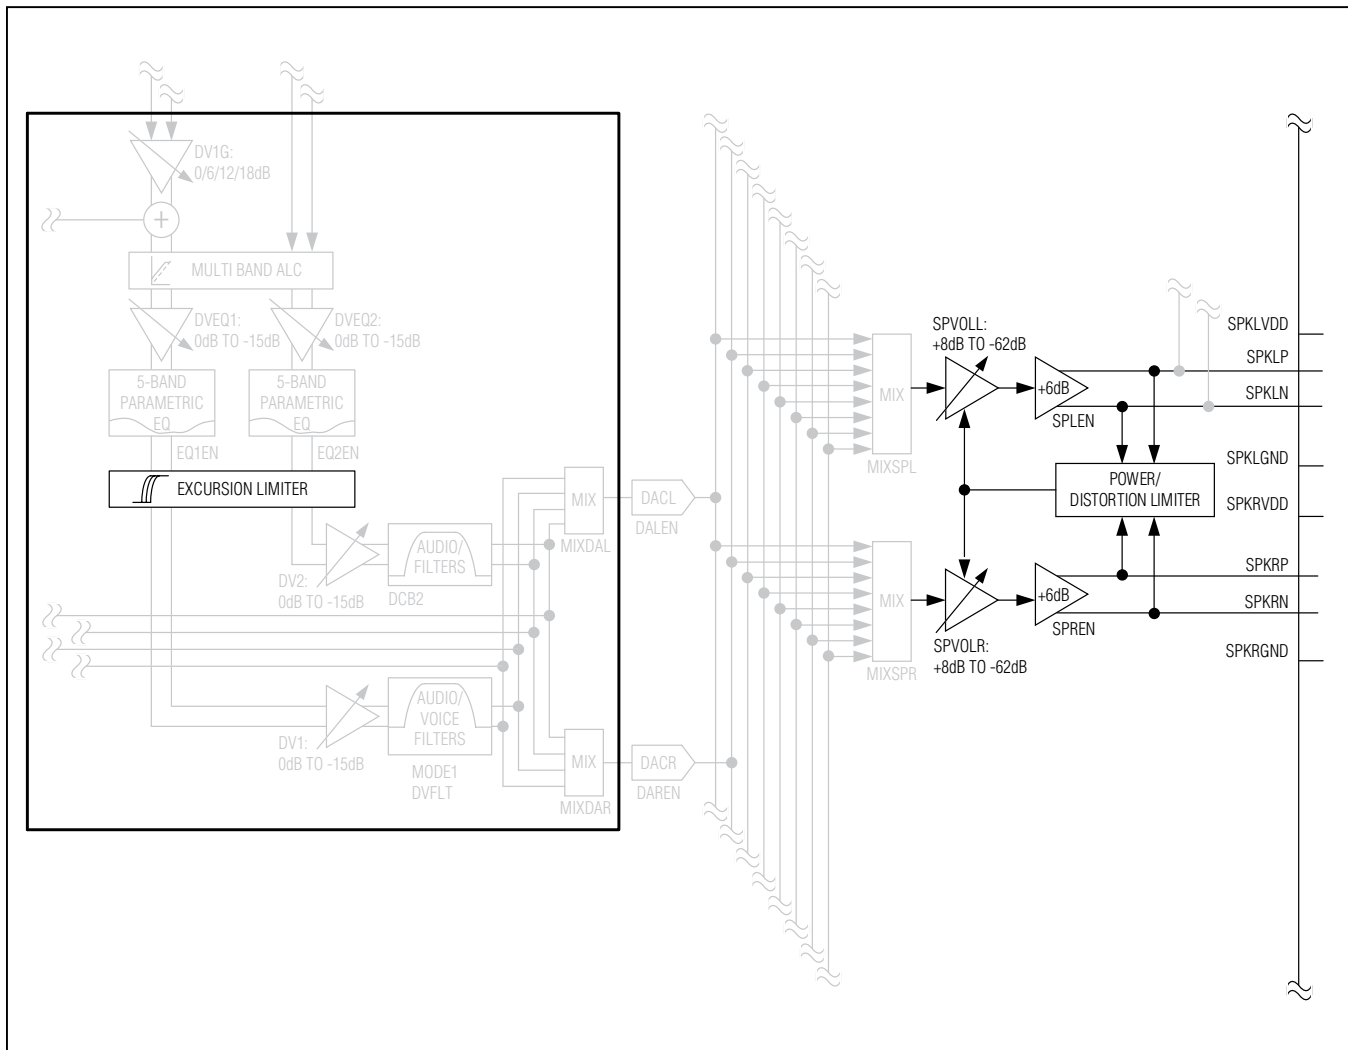 DV1G:
0/6/12/18dB
+
MULTI BAND ALC
DVEQ1:
0dB TO -15dB
DVEQ2:
0dB TO -15dB
5-BAND
PARAMETRIC
EQ
5-BAND
PARAMETRIC
EQ
EQ1EN
EQ2EN
EXCURSION LIMITER
DV2:
0dB TO -15dB
AUDIO/
FILTERS
DCB2
MIX
MIXDAL
DACL
DALEN
DV1:
0dB TO -15dB
AUDIO/
VOICE
FILTERS
MODE1
DVFLT
MIX
MIXDAR
DACR
DAREN
MIX
MIXSPL
MIX
MIXSPR
SPVOLL:
+8dB TO -62dB
+6dB
SPLEN
POWER/
DISTORTION LIMITER
SPVOLR:
+8dB TO -62dB
+6dB
SPREN
SPKLVDD
SPKLP
SPKLN
SPKLGND
SPKRVDD
SPKRP
SPKRN
SPKRGND